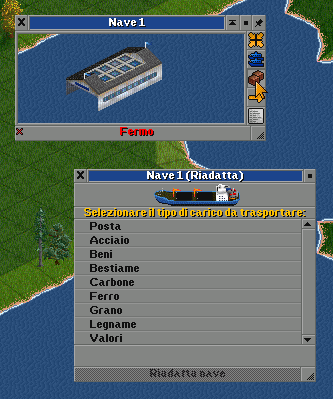 Nave 1
Fermo
Nave 1 (Riadatta)
Selezionare il tipo di carico da trasportare:
Posta
Acciaio
Beni
Bestiame
Carbone
Ferro
Grano
Legname
Valori
Riadatta nave